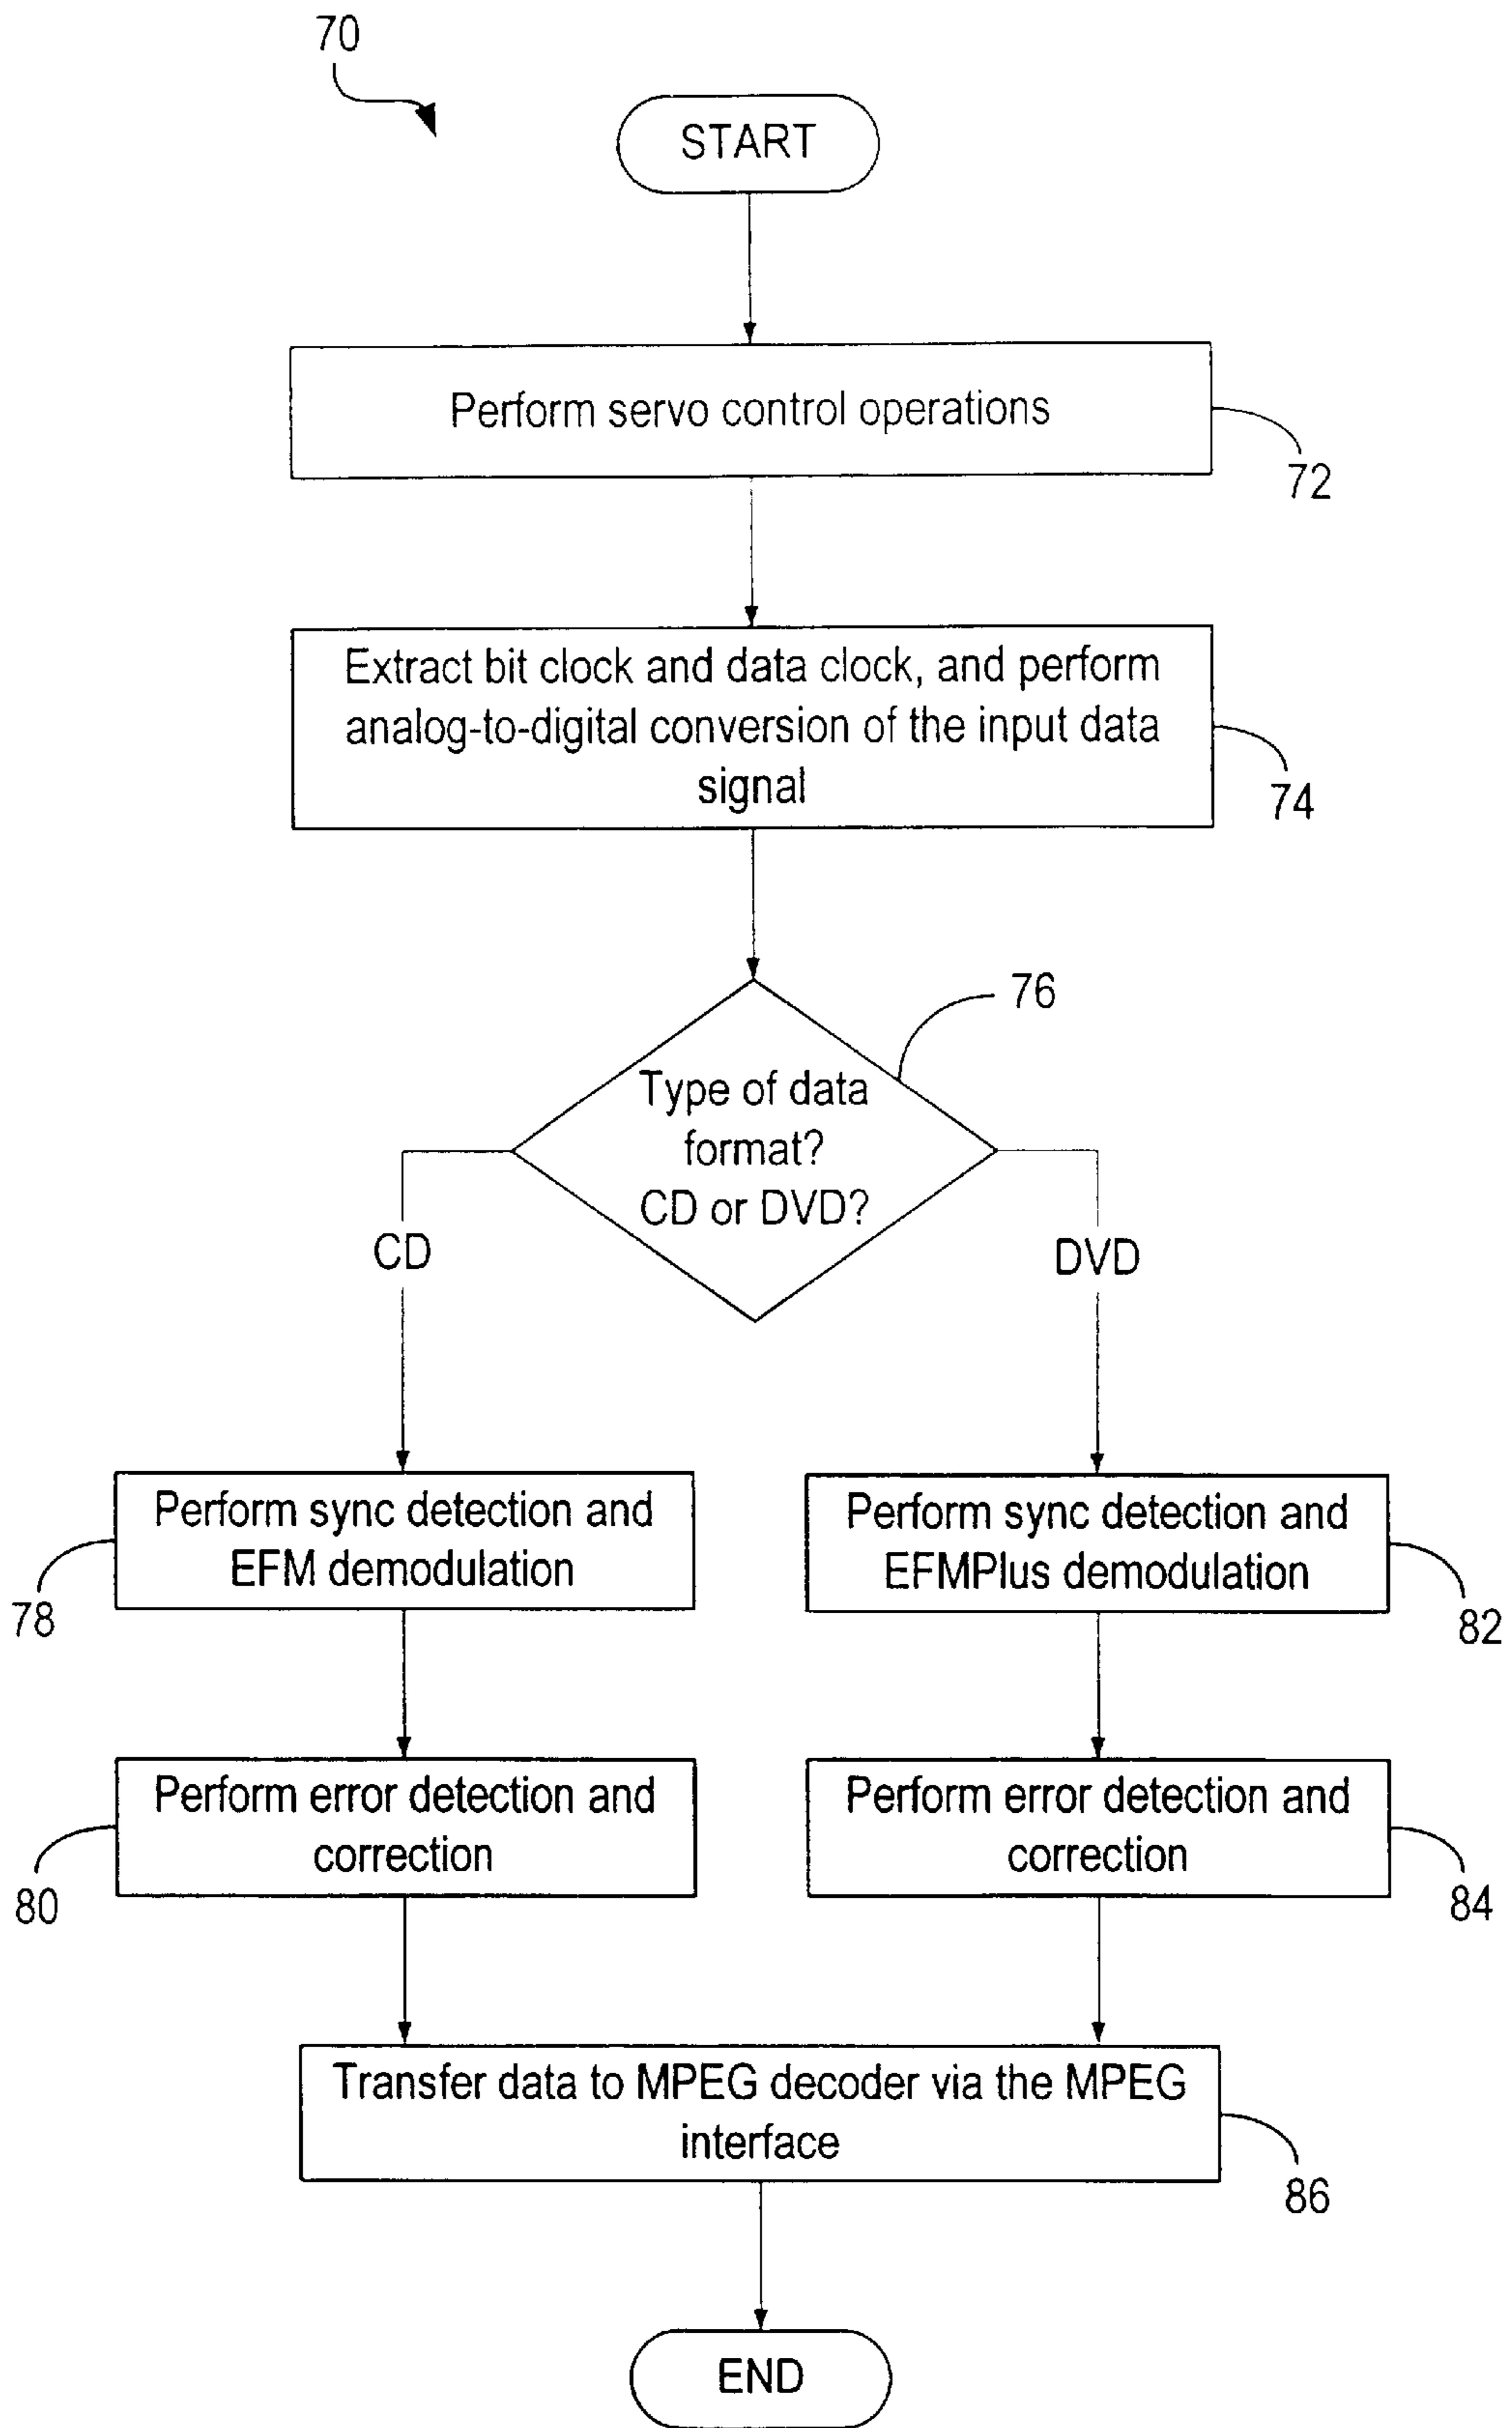 70
START
Perform servo control operations
72
Extract bit clock and data clock, and perform
analog-to-digital conversion of the input data
signal
74
76
Type of data
format?
CD or DVD?
CD
DVD
Perform sync detection and
EFM demodulation
78
Perform sync detection and
EFMPlus demodulation
82
Perform error detection and
correction
80
Perform error detection and
correction
84
Transfer data to MPEG decoder via the MPEG
interface
86
END